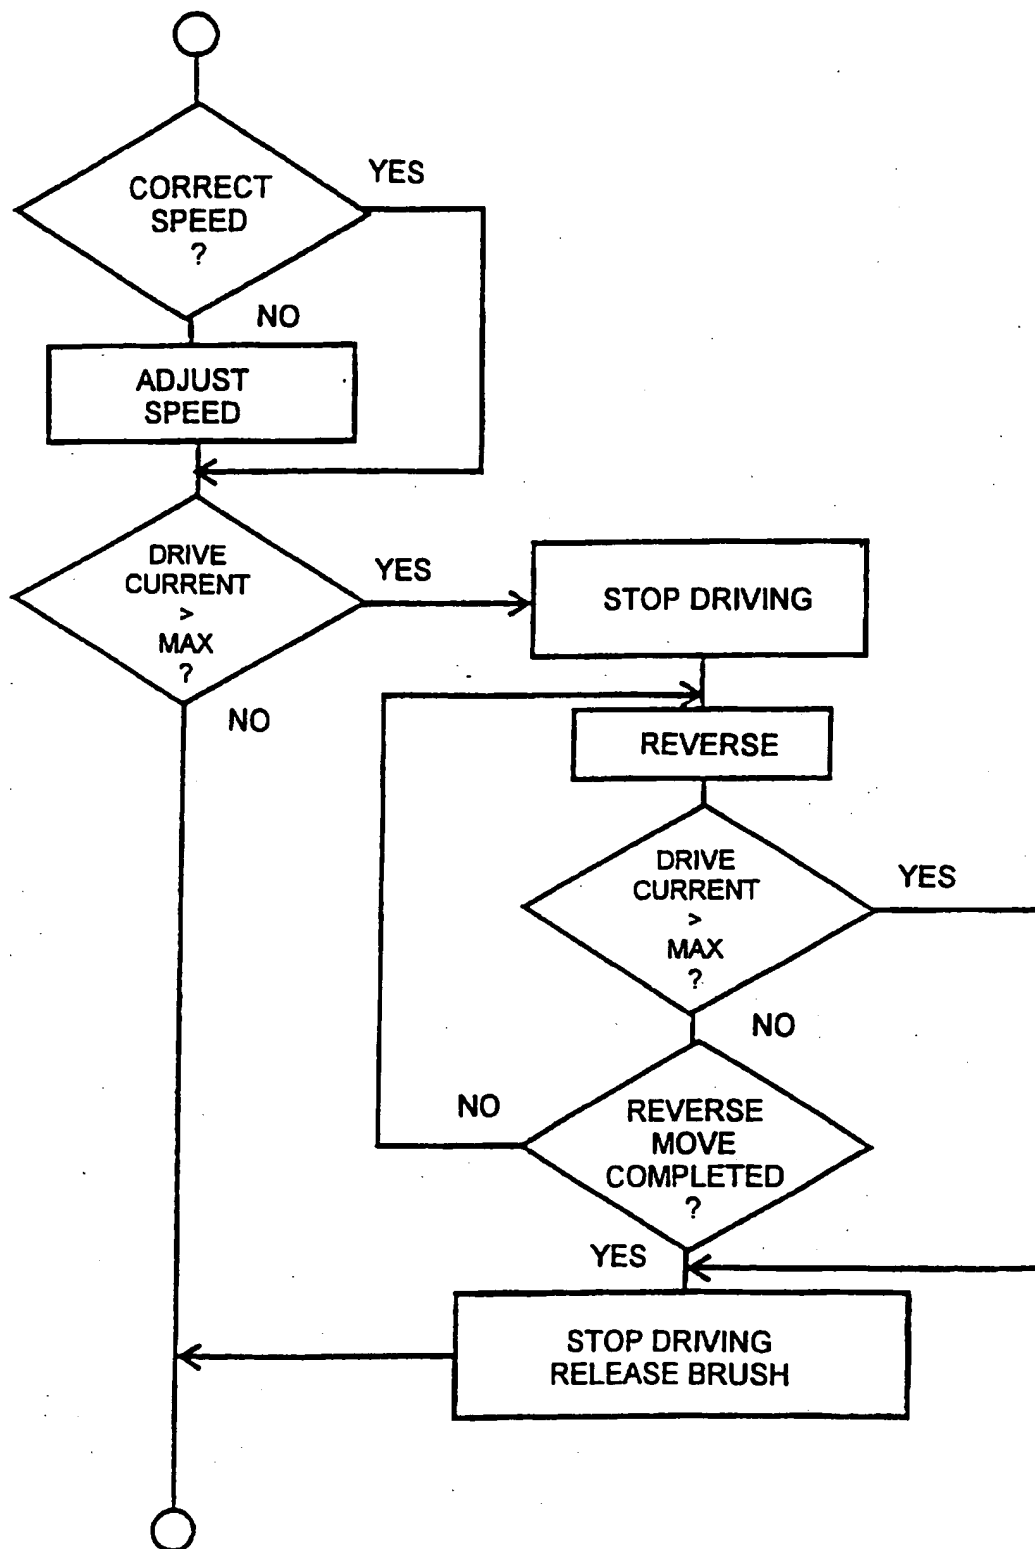 CORRECT
SPEED
?
YES
NO
ADJUST
SPEED
DRIVE
CURRENT
>
MAX
?
YES
NO
STOP DRIVING
REVERSE
DRIVE
CURRENT
>
MAX
?
YES
NO
REVERSE
MOVE
COMPLETED
?
NO
YES
STOP DRIVING
RELEASE BRUSH